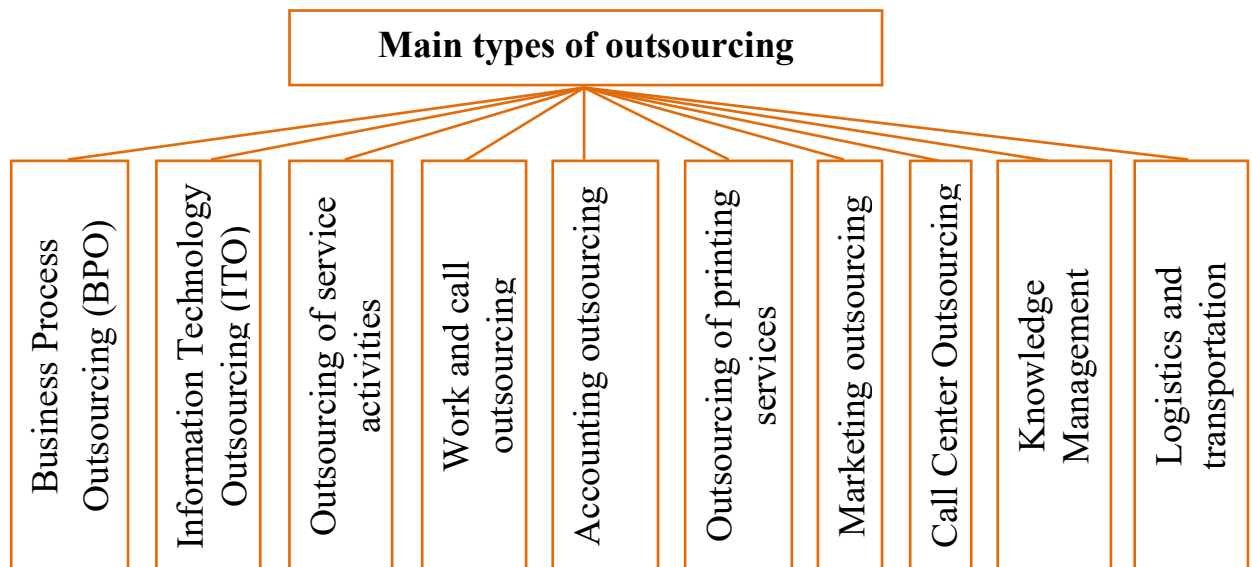 Main types of outsourcing
Business Process
Outsourcing (BPO)
Information Technology
Outsourcing (ITO)
Outsourcing of service
activities
Work and call
outsourcing
Accounting outsourcing
Outsourcing of printing
services
Marketing outsourcing
Call Center Outsourcing
Knowledge
Management
Logistics and
transportation